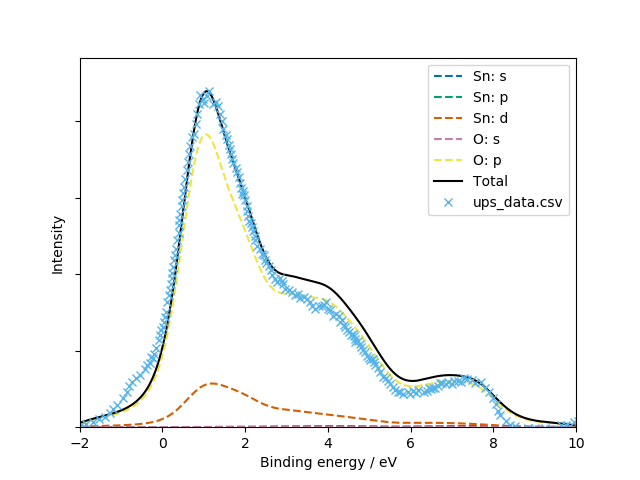 Sn: s
Sn: p
Sn: d
O: s
O: p
Total
ups_data.csv
Intensity
−2
0
2
4
6
8
10
Binding energy / eV